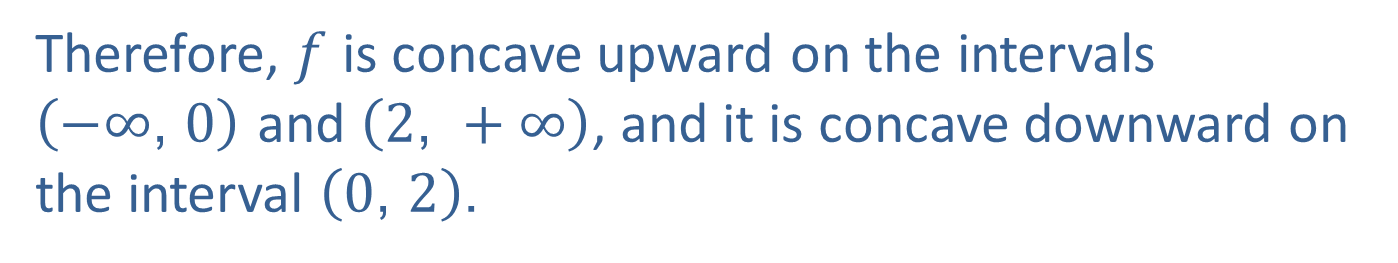 Therefore, f is concave upward on the intervals
(−∞, 0) and (2, + ∞), and it is concave downward on
the interval (0, 2).